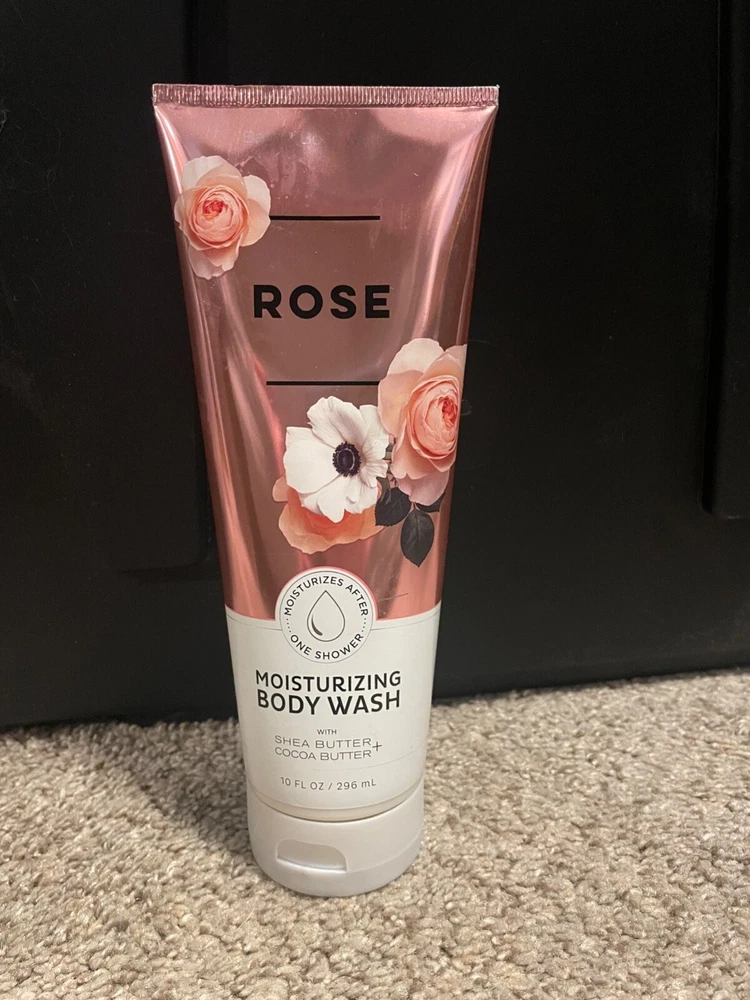 ROSE
MOISTURIZES AFTER
ONE SHOWER
MOISTURIZING
BODY WASH
WITH
SHEA BUTTER +
COCOA BUTTER
10 FL OZ / 296 mL